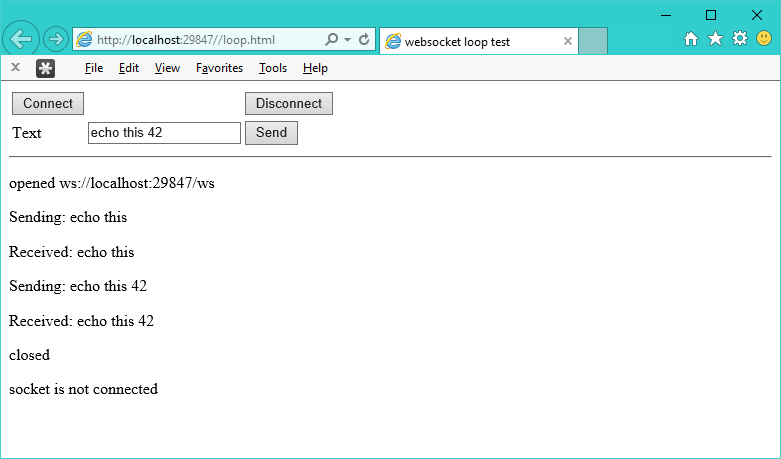 http://localhost:29847//loop.html
websocket loop test
File Edit View Favorites Tools Help
Connect Disconnect
Text echo this 42 Send
opened ws://localhost:29847/ws
Sending: echo this
Received: echo this
Sending: echo this 42
Received: echo this 42
closed
socket is not connected